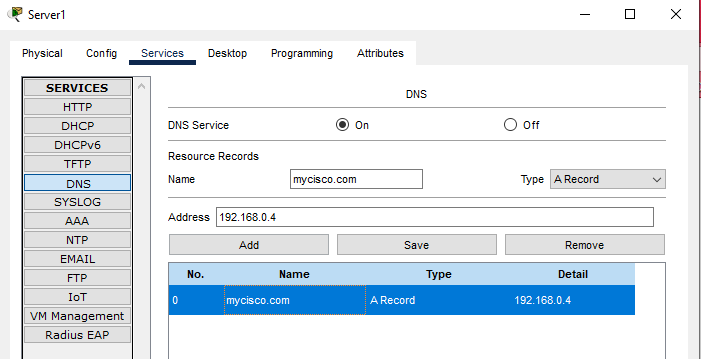 Server1
Physical Config Services Desktop Programming Attributes
SERVICES
HTTP
DHCP
DHCPv6
TFTP
DNS
SYSLOG
AAA
NTP
EMAIL
FTP
IoT
VM Management
Radius EAP
DNS
DNS Service On Off
Resource Records
Name mycisco.com Type A Record
Address 192.168.0.4
Add Save Remove
No. Name Type Detail
0 mycisco.com A Record 192.168.0.4